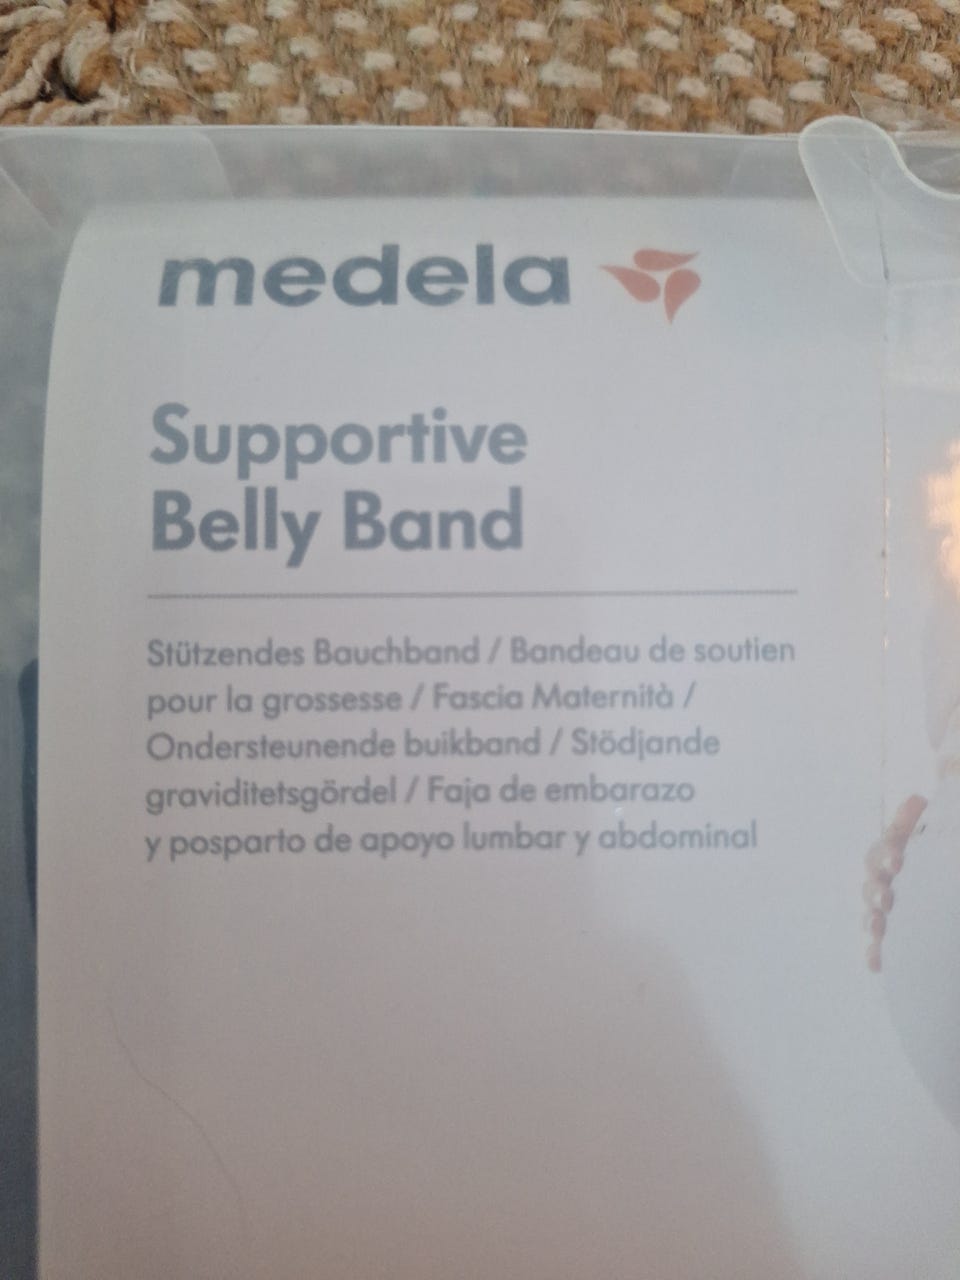 medela
Supportive
Belly Band
Stützendes Bauchband / Bandeau de soutien
pour la grossesse / Fascia Maternità /
Ondersteunende buikband / Stödjande
graviditetsgördel / Faja de embarazo
y posparto de apoyo lumbar y abdominal